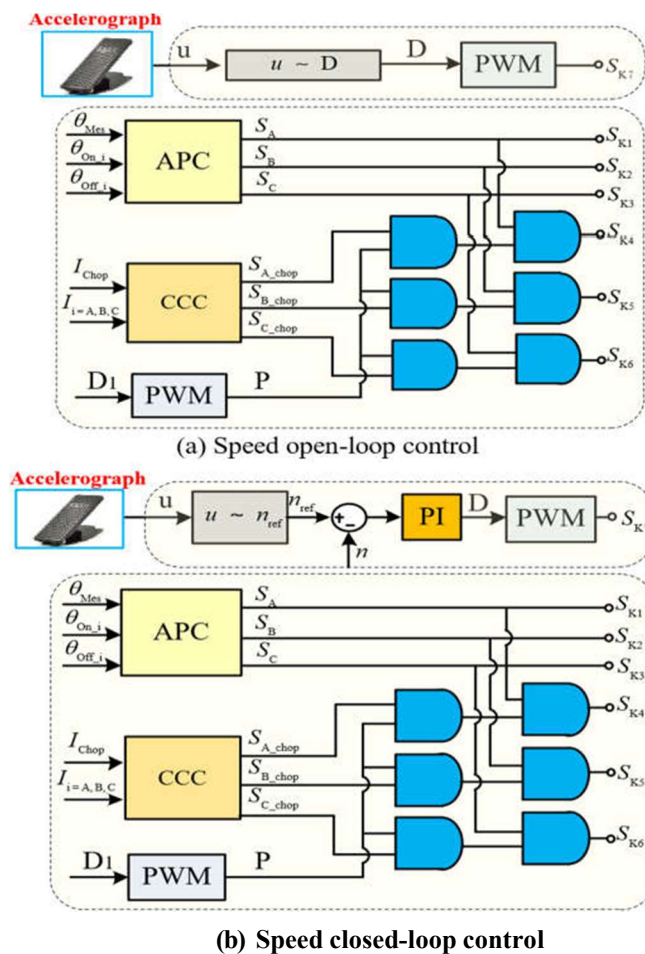 Accelerograph
u u ~ D D PWM S_K7
θ_Mes S_A S_K1
θ_On_i APC S_B S_K2
θ_Off_i S_C S_K3
S_K4
I_Chop S_A_chop
I_i = A, B, C CCC S_B_chop S_K5
S_C_chop
S_K6
D1 PWM P
(a) Speed open-loop control
Accelerograph
u u ~ n_ref n_ref + - PI D PWM S_K
n
θ_Mes S_A S_K1
θ_On_i APC S_B S_K2
θ_Off_i S_C S_K3
S_K4
I_Chop S_A_chop
I_i = A, B, C CCC S_B_chop S_K5
S_C_chop
S_K6
D1 PWM P
(b) Speed closed-loop control